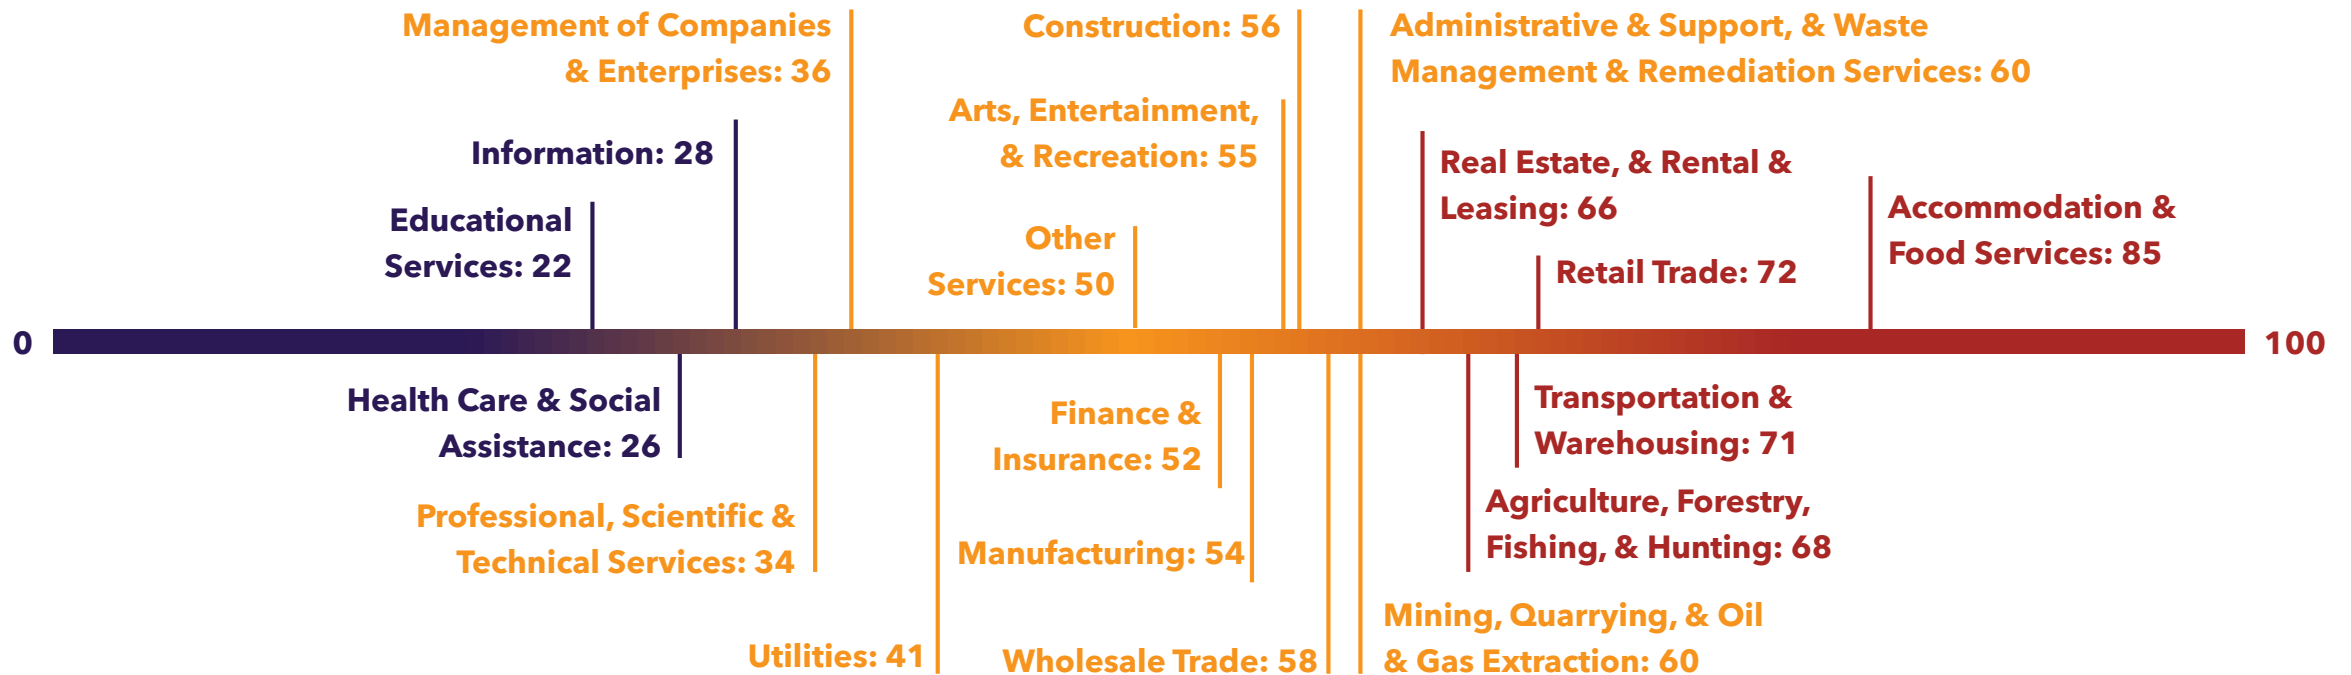 Management of Companies
& Enterprises: 36
Construction: 56
Administrative & Support, & Waste
Management & Remediation Services: 60
Arts, Entertainment,
& Recreation: 55
Information: 28
Real Estate, & Rental &
Leasing: 66
Educational
Services: 22
Accommodation &
Food Services: 85
Other
Services: 50
Retail Trade: 72
0
100
Health Care & Social
Assistance: 26
Finance &
Insurance: 52
Transportation &
Warehousing: 71
Professional, Scientific &
Technical Services: 34
Manufacturing: 54
Agriculture, Forestry,
Fishing, & Hunting: 68
Utilities: 41
Wholesale Trade: 58
Mining, Quarrying, & Oil
& Gas Extraction: 60